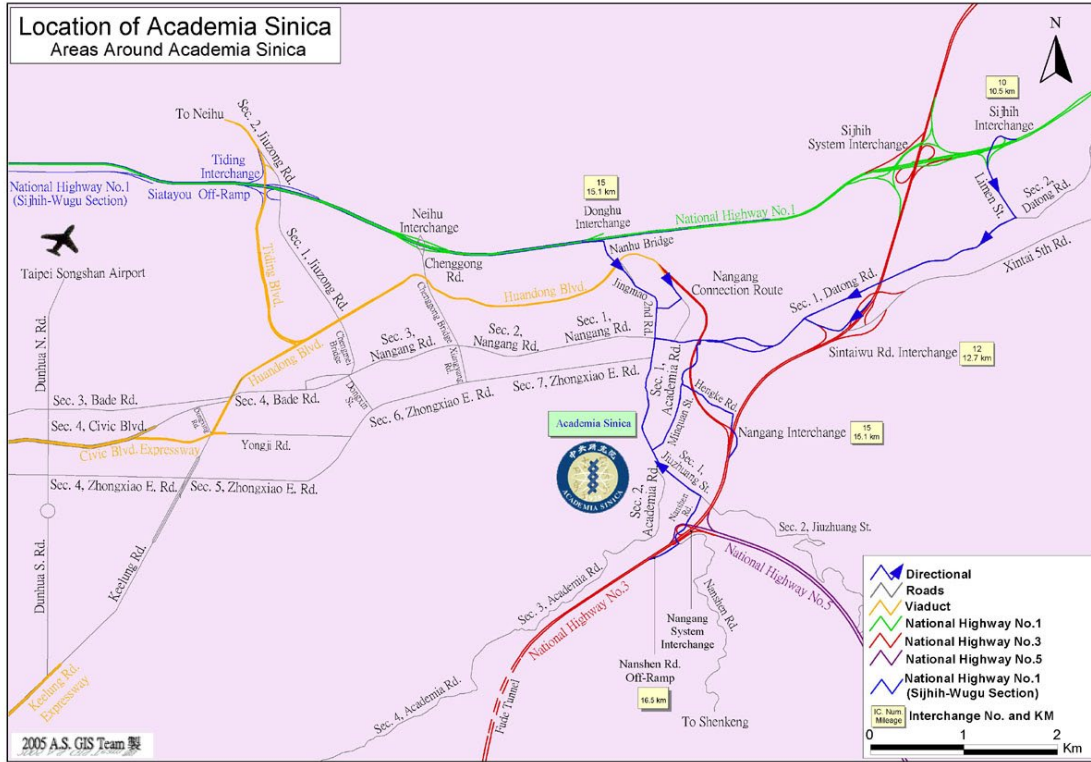 Location of Academia Sinica
Areas Around Academia Sinica
N
To Neihu
Sec. 2, Jiuzong Rd.
Tiding
Interchange
Siatayou Off-Ramp
National Highway No.1
(Sijhih-Wugu Section)
Taipei Songshan Airport
Neihu
Interchange
Chenggong
Rd.
15
15.1 km
Donghu
Interchange
National Highway No.1
Sijhih
System Interchange
10
10.5 km
Sijhih
Interchange
Limen St.
Sec. 2,
Datong Rd.
Xintai 5th Rd.
Nanhu Bridge
Jingmao
2nd Rd.
Nangang
Connection Route
Sec. 1, Datong Rd.
Sintaiwu Rd. Interchange
12
12.7 km
Tiding Blvd.
Sec. 1, Jiuzong Rd.
Huandong Blvd.
Huandong Blvd.
Chenggong Bridge
Xiangyang Rd.
Chengmei Bridge
Dongxin St.
Sec. 3,
Nangang Rd.
Sec. 2,
Nangang Rd.
Sec. 1,
Nangang Rd.
Sec. 7, Zhongxiao E. Rd.
Sec. 6, Zhongxiao E. Rd.
Dunhua N. Rd.
Sec. 3, Bade Rd.
Sec. 4, Bade Rd.
Sec. 4, Civic Blvd.
Civic Blvd. Expressway
Yongji Rd.
Sec. 4, Zhongxiao E. Rd.
Sec. 5, Zhongxiao E. Rd.
Sec. 1,
Academia Rd.
Minquan St.
Hengke Rd.
Nangang Interchange
15
15.1 km
Academia Sinica
中央研究院
ACADEMIA SINICA
Sec. 1,
Jiuzhuang St.
Sec. 2,
Academia Rd.
Nanshen
Rd.
Sec. 2, Jiuzhuang St.
National Highway No.5
Dunhua S. Rd.
Keelung Rd.
Keelung Rd.
Expressway
Sec. 3, Academia Rd.
Sec. 4, Academia Rd.
National Highway No.3
Fude Tunnel
Nangang
System
Interchange
Nanshen Rd.
Nanshen Rd.
Off-Ramp
16.5 km
To Shenkeng
Directional
Roads
Viaduct
National Highway No.1
National Highway No.3
National Highway No.5
National Highway No.1
(Sijhih-Wugu Section)
IC. Num.
Mileage
Interchange No. and KM
0 1 2
Km
2005 A.S. GIS Team 製